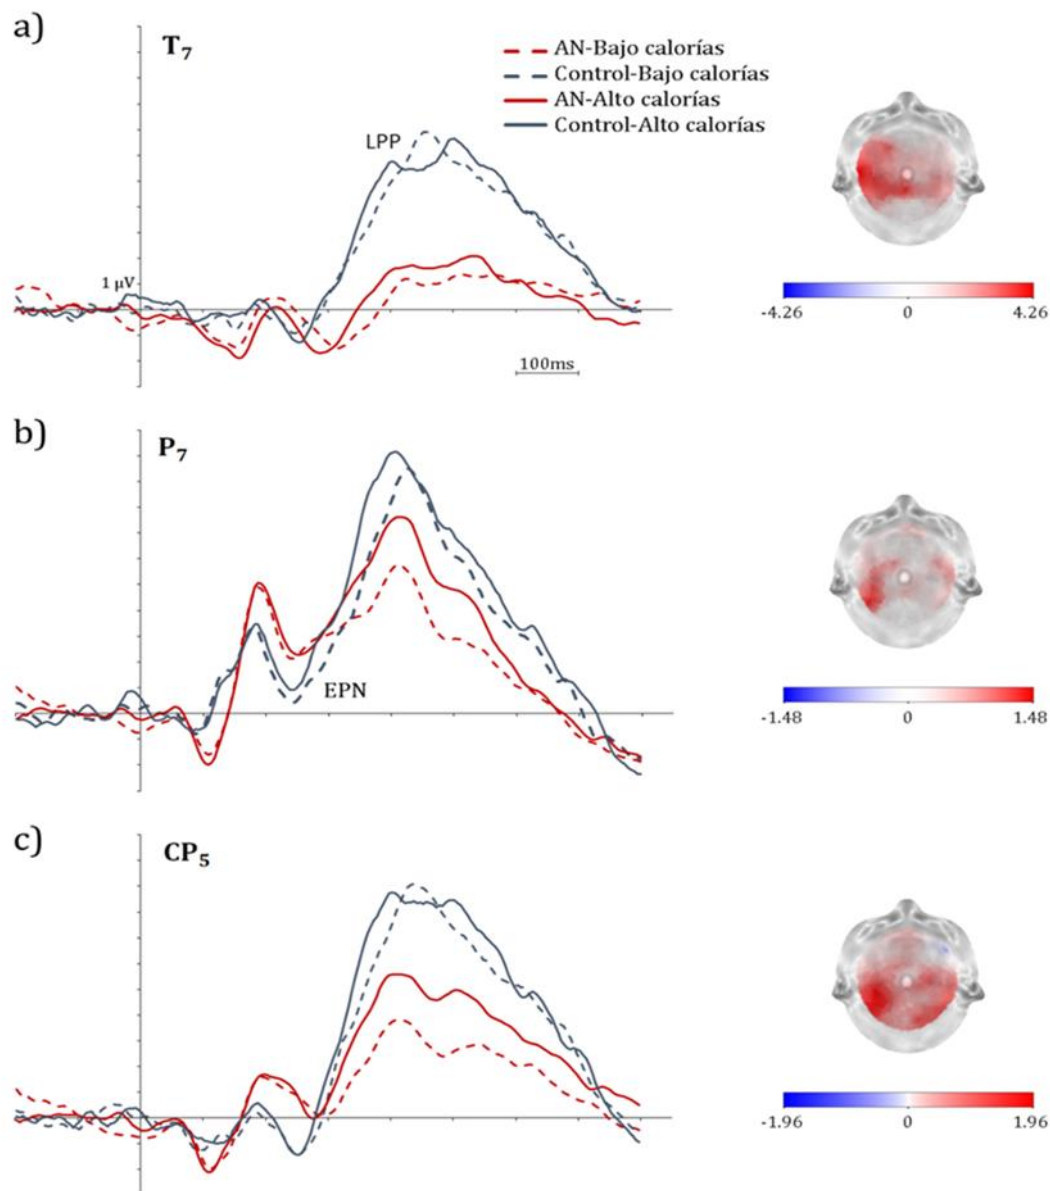 a)
T₇
AN-Bajo calorías
Control-Bajo calorías
AN-Alto calorías
Control-Alto calorías
LPP
1 μV
100ms
-4.26 0 4.26
b)
P₇
EPN
-1.48 0 1.48
c)
CP₅
-1.96 0 1.96